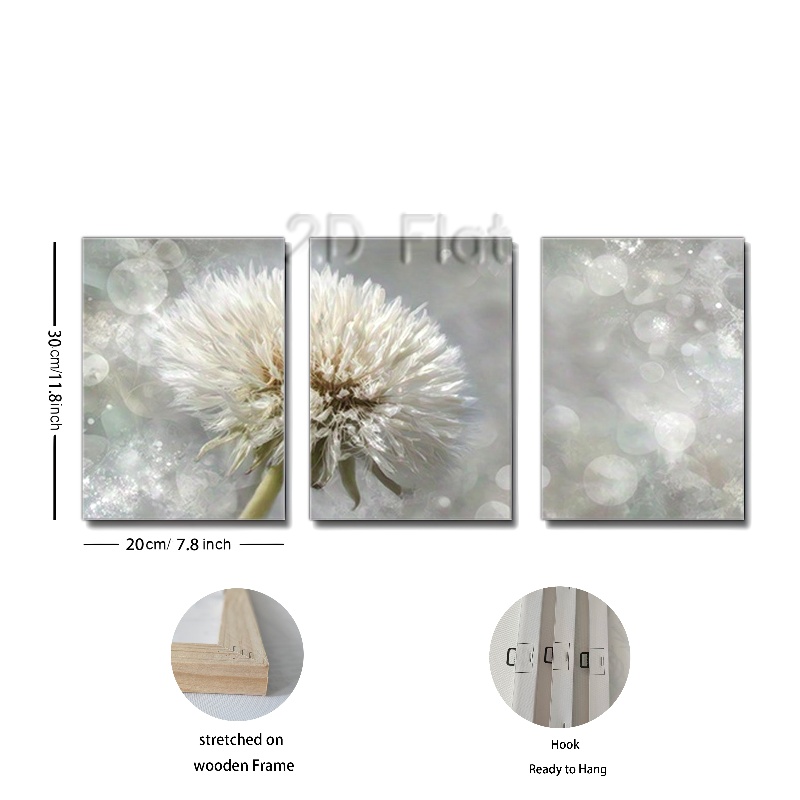 2D Flat
30cm/11.8inch
20cm/ 7.8 inch
stretched on
wooden Frame
Hook
Ready to Hang